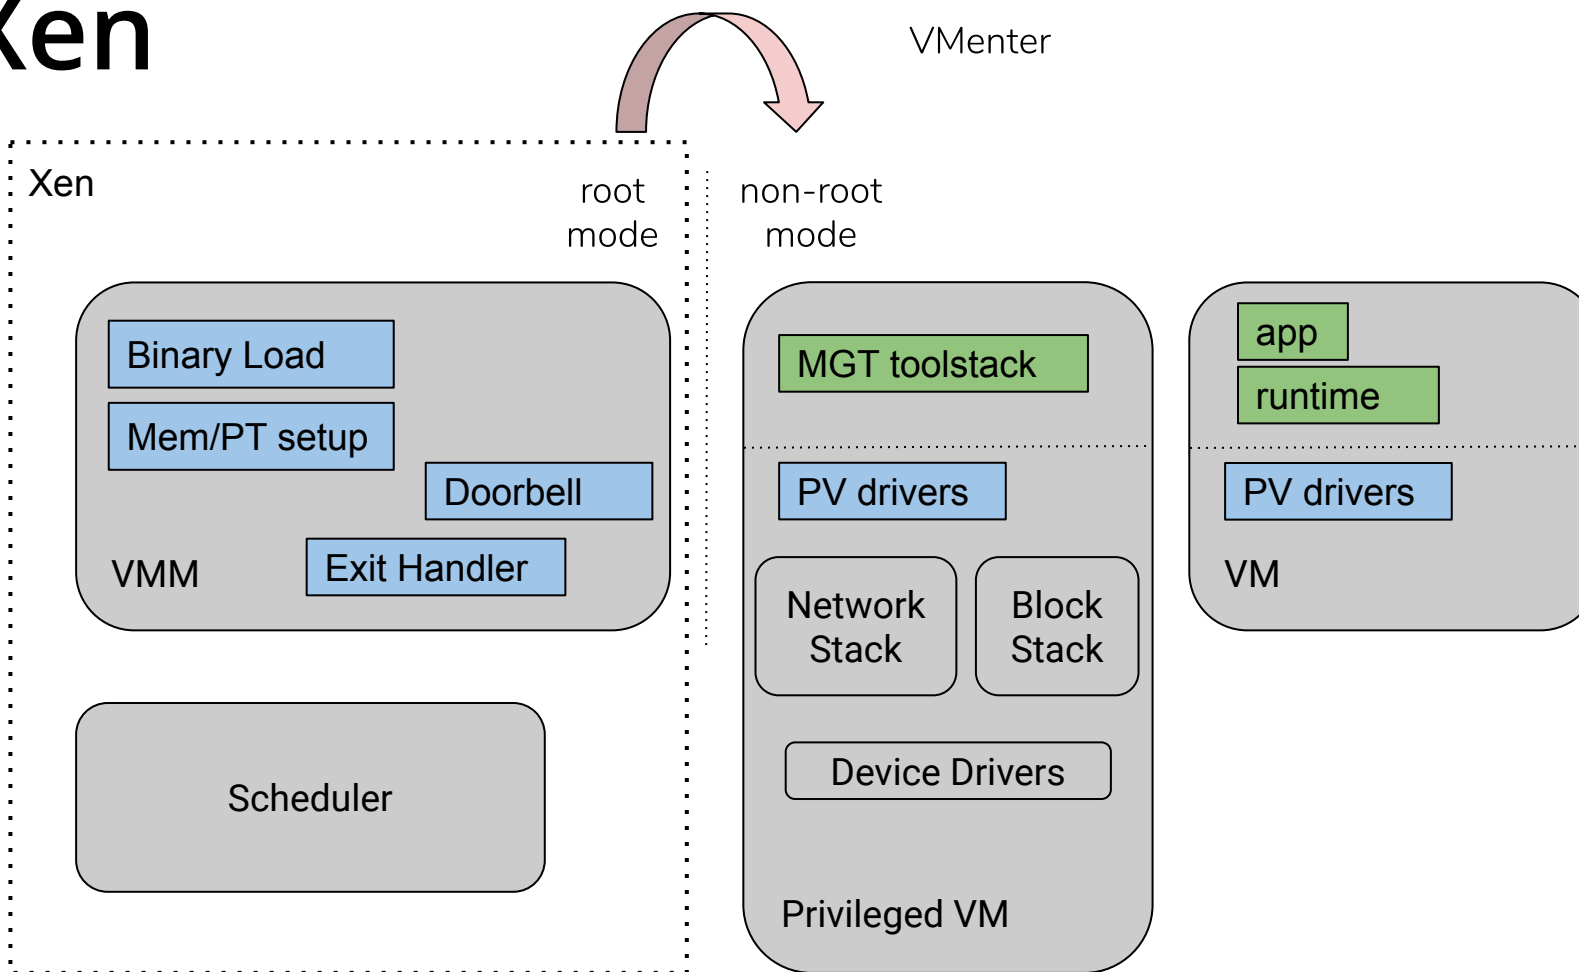 Xen
VMenter
Xen
root
mode
non-root
mode
Binary Load
Mem/PT setup
Doorbell
Exit Handler
VMM
Scheduler
MGT toolstack
PV drivers
Network
Stack
Block
Stack
Device Drivers
Privileged VM
app
runtime
PV drivers
VM